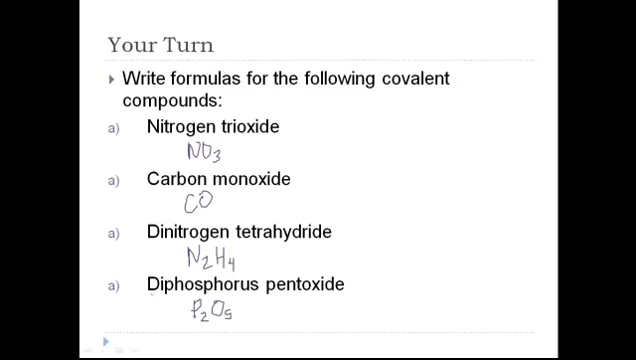 Your Turn
Write formulas for the following covalent
compounds:
a) Nitrogen trioxide
NO3
a) Carbon monoxide
CO
a) Dinitrogen tetrahydride
N2H4
a) Diphosphorus pentoxide
P2O5